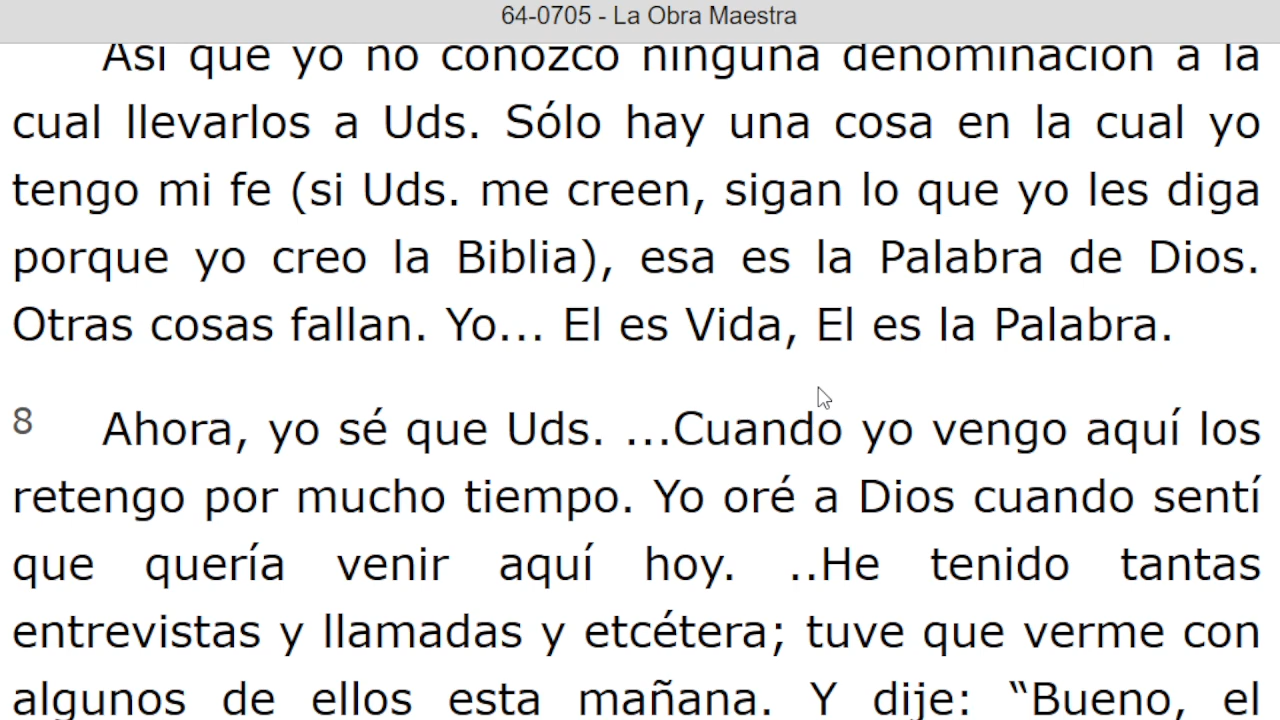 64-0705 - La Obra Maestra
Así que yo no conozco ninguna denominación a la
cual llevarlos a Uds. Sólo hay una cosa en la cual yo
tengo mi fe (si Uds. me creen, sigan lo que yo les diga
porque yo creo la Biblia), esa es la Palabra de Dios.
Otras cosas fallan. Yo... El es Vida, El es la Palabra.
8 Ahora, yo sé que Uds. ...Cuando yo vengo aquí los
retengo por mucho tiempo. Yo oré a Dios cuando sentí
que quería venir aquí hoy. ..He tenido tantas
entrevistas y llamadas y etcétera; tuve que verme con
algunos de ellos esta mañana. Y dije: “Bueno, el